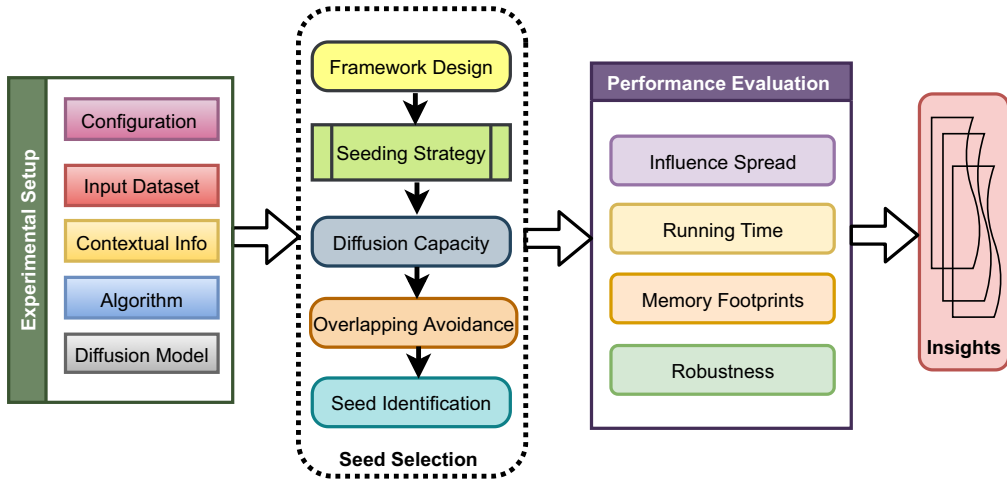 Experimental Setup
Configuration
Input Dataset
Contextual Info
Algorithm
Diffusion Model
Framework Design
Seeding Strategy
Diffusion Capacity
Overlapping Avoidance
Seed Identification
Seed Selection
Performance Evaluation
Influence Spread
Running Time
Memory Footprints
Robustness
Insights